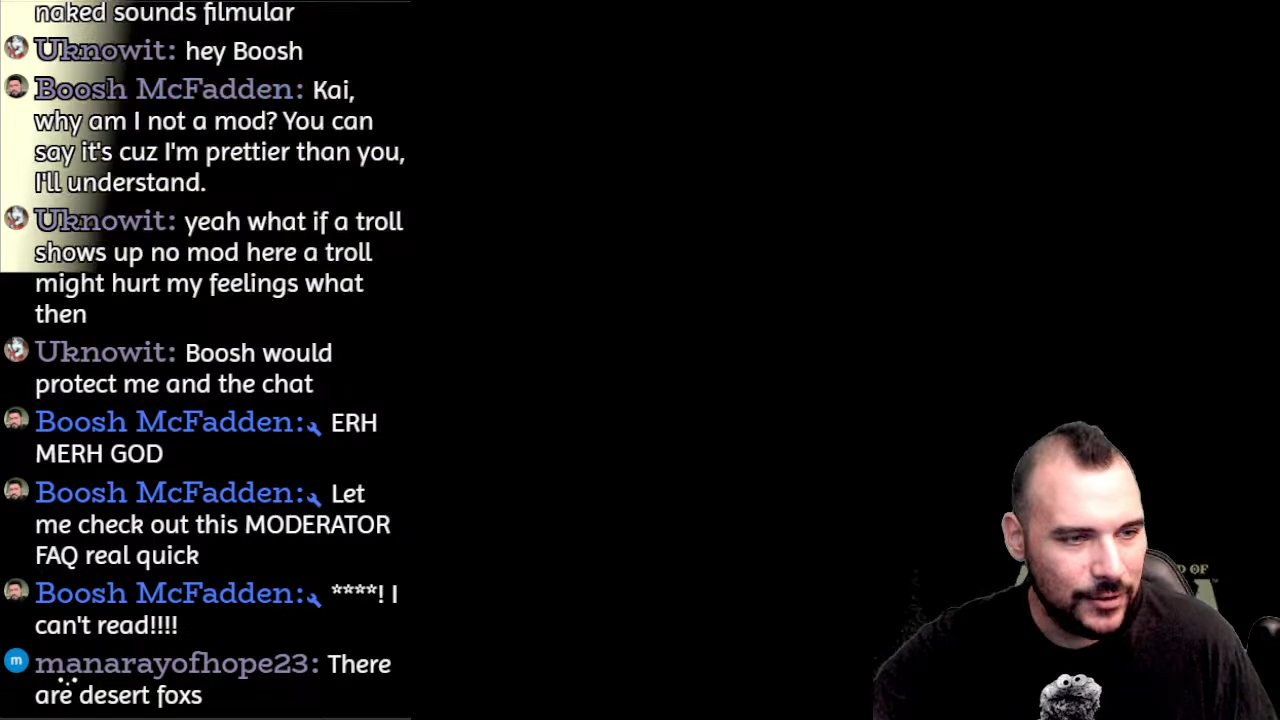 naked sounds filmular
Uknowit: hey Boosh
Boosh McFadden: Kai,
why am I not a mod? You can
say it's cuz I'm prettier than you,
I'll understand.
Uknowit: yeah what if a troll
shows up no mod here a troll
might hurt my feelings what
then
Uknowit: Boosh would
protect me and the chat
Boosh McFadden: ERH
MERH GOD
Boosh McFadden: Let
me check out this MODERATOR
FAQ real quick
Boosh McFadden: ****! I
can't read!!!!
m manarayofhope23: There
are desert foxs
D OF